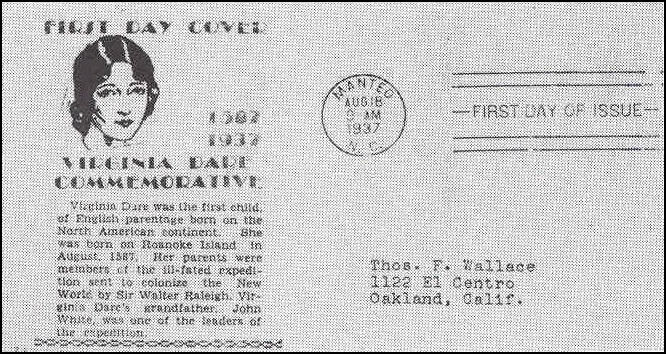 FIRST DAY COVER
1587
1937
VIRGINIA DARE
COMMEMORATIVE
Virginia Dare was the first child,
of English parentage born on the
North American continent. She
was born on Roanoke Island in
August, 1587. Her parents were
members of the ill-fated expedi-
tion sent to colonize the New
World by Sir Walter Raleigh. Vir-
ginia Dare's grandfather, John
White, was one of the leaders of
the expedition.
MANTEO
AUG 18
AM
1937
N.C.
FIRST DAY OF ISSUE
Thos. F. Wallace
1122 El Centro
Oakland, Calif.